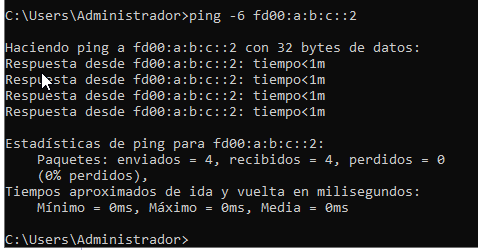 C:\Users\Administrador>ping -6 fd00:a:b:c::2
Haciendo ping a fd00:a:b:c::2 con 32 bytes de datos:
Respuesta desde fd00:a:b:c::2: tiempo<1m
Respuesta desde fd00:a:b:c::2: tiempo<1m
Respuesta desde fd00:a:b:c::2: tiempo<1m
Respuesta desde fd00:a:b:c::2: tiempo<1m
Estadísticas de ping para fd00:a:b:c::2:
    Paquetes: enviados = 4, recibidos = 4, perdidos = 0
    (0% perdidos),
Tiempos aproximados de ida y vuelta en milisegundos:
    Mínimo = 0ms, Máximo = 0ms, Media = 0ms
C:\Users\Administrador>